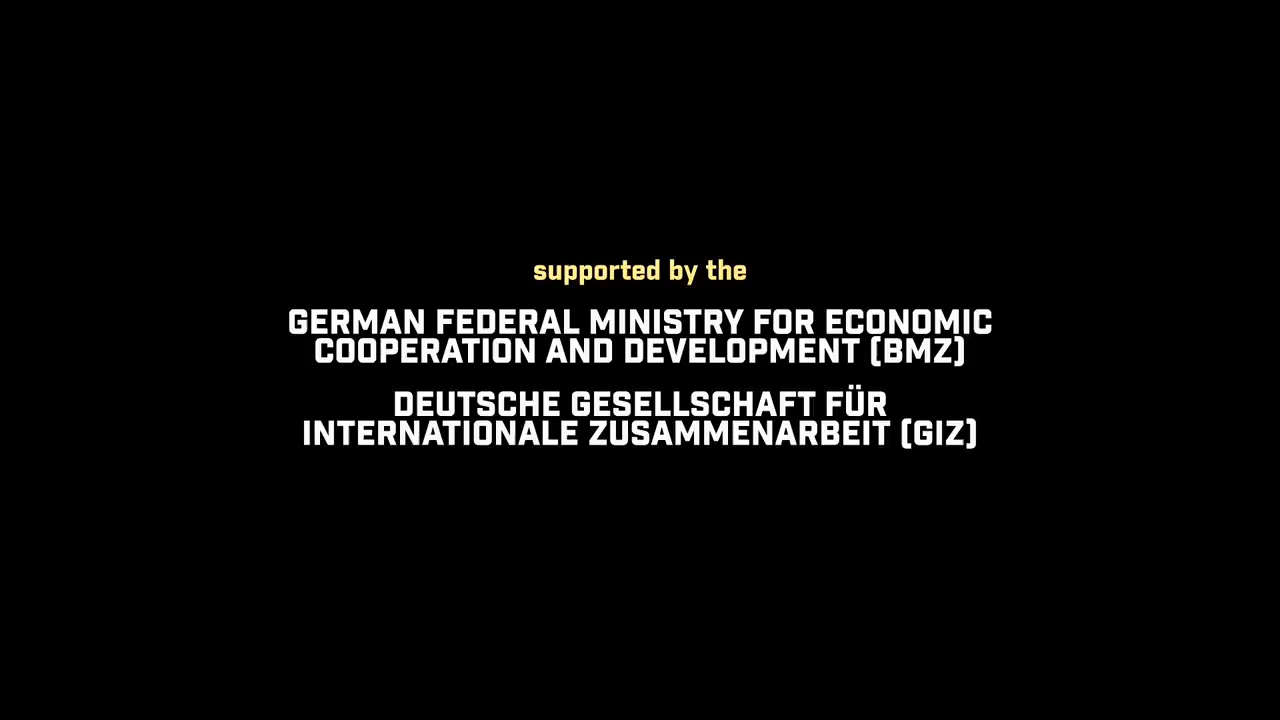 supported by the
GERMAN FEDERAL MINISTRY FOR ECONOMIC
COOPERATION AND DEVELOPMENT (BMZ)
DEUTSCHE GESELLSCHAFT FÜR
INTERNATIONALE ZUSAMMENARBEIT (GIZ)